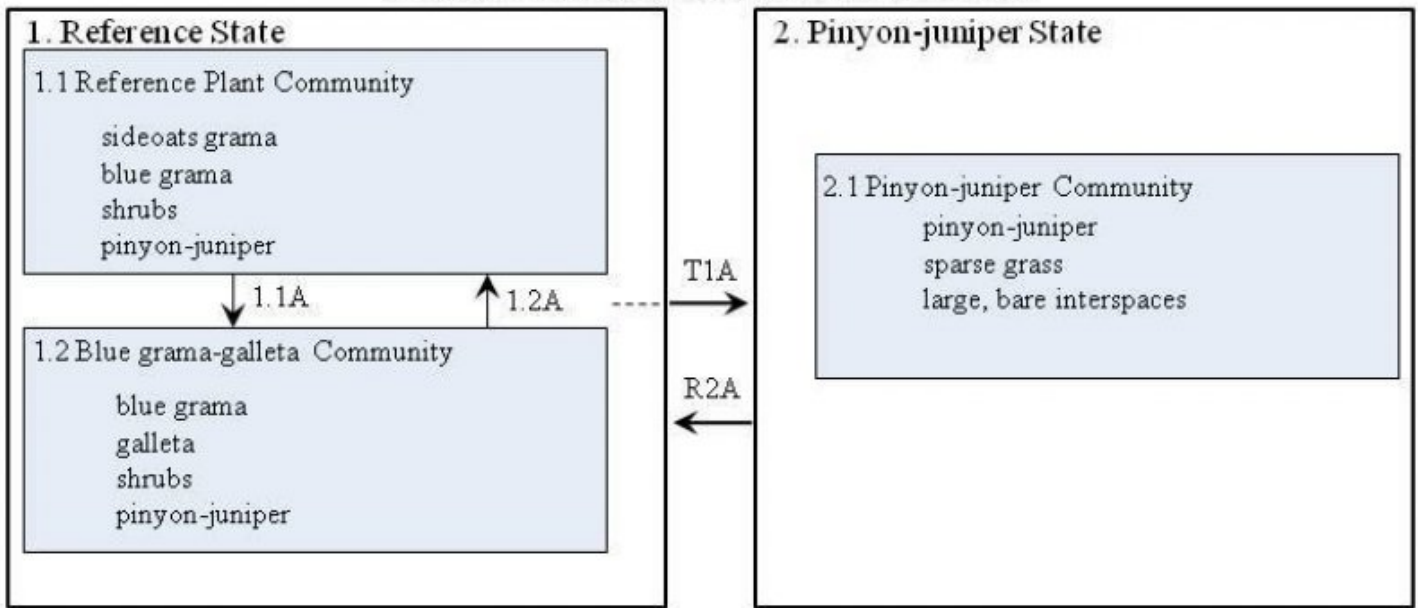 1. Reference State
1.1 Reference Plant Community
sideoats grama
blue grama
shrubs
pinyon-juniper
1.1A
1.2A
1.2 Blue grama-galleta Community
blue grama
galleta
shrubs
pinyon-juniper
T1A
R2A
2. Pinyon-juniper State
2.1 Pinyon-juniper Community
pinyon-juniper
sparse grass
large, bare interspaces